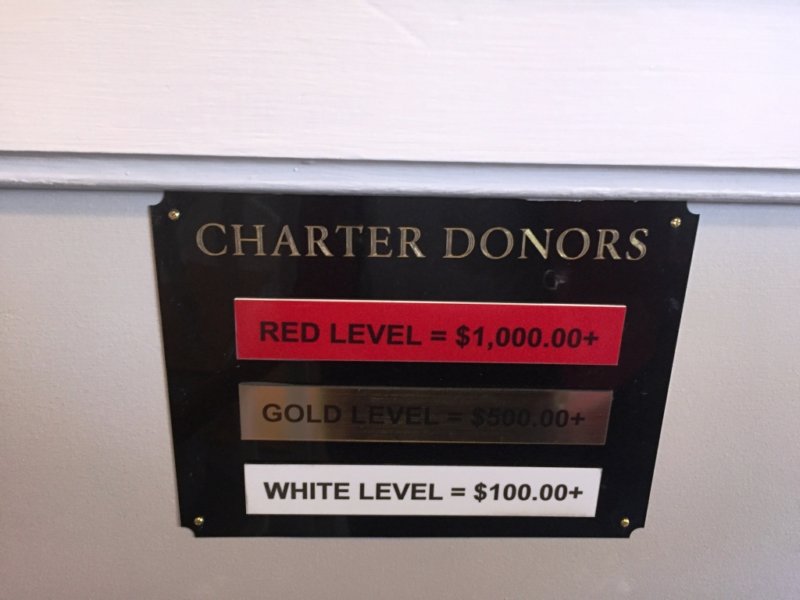 CHARTER DONORS
RED LEVEL = $1,000.00+
GOLD LEVEL = $500.00+
WHITE LEVEL = $100.00+